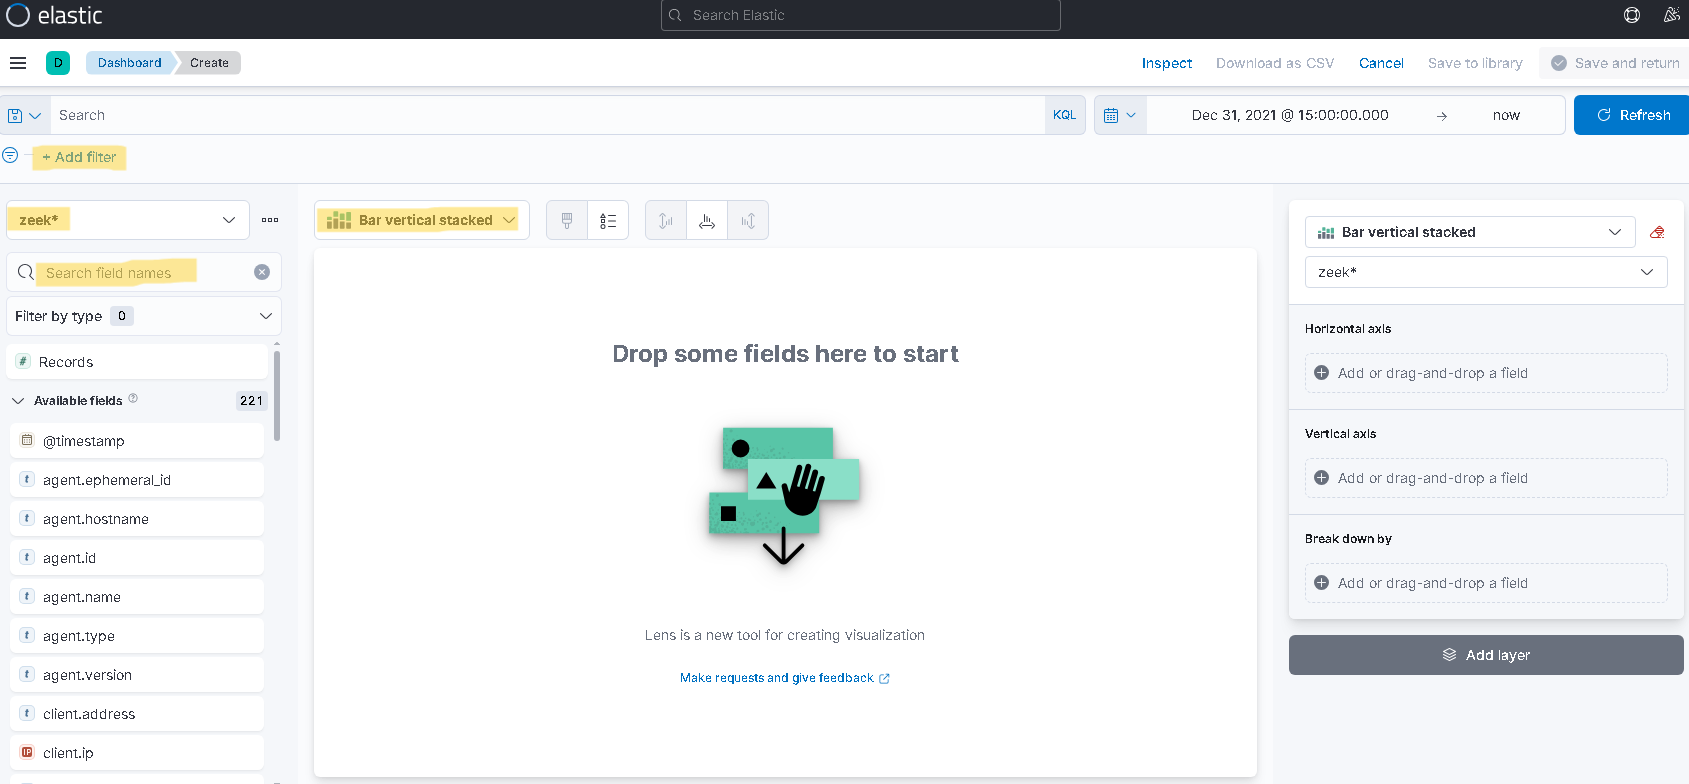 elastic
Search Elastic
D
Dashboard
Create
Inspect
Download as CSV
Cancel
Save to library
Save and return
Search
KQL
Dec 31, 2021 @ 15:00:00.000
→
now
Refresh
+ Add filter
zeek*
Bar vertical stacked
Search field names
Filter by type 0
# Records
Available fields
221
@timestamp
t agent.ephemeral_id
t agent.hostname
t agent.id
t agent.name
t agent.type
t agent.version
t client.address
IP client.ip
Drop some fields here to start
Lens is a new tool for creating visualization
Make requests and give feedback
Bar vertical stacked
zeek*
Horizontal axis
Add or drag-and-drop a field
Vertical axis
Add or drag-and-drop a field
Break down by
Add or drag-and-drop a field
Add layer